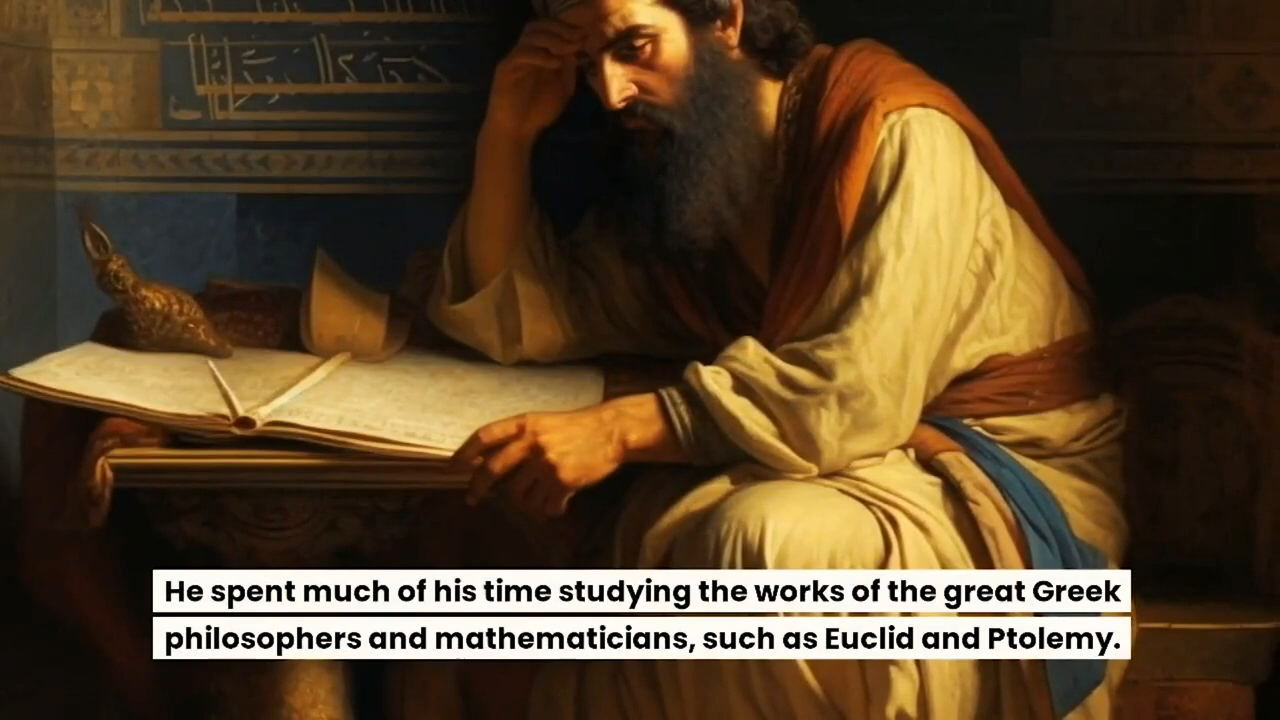 He spent much of his time studying the works of the great Greek
philosophers and mathematicians, such as Euclid and Ptolemy.